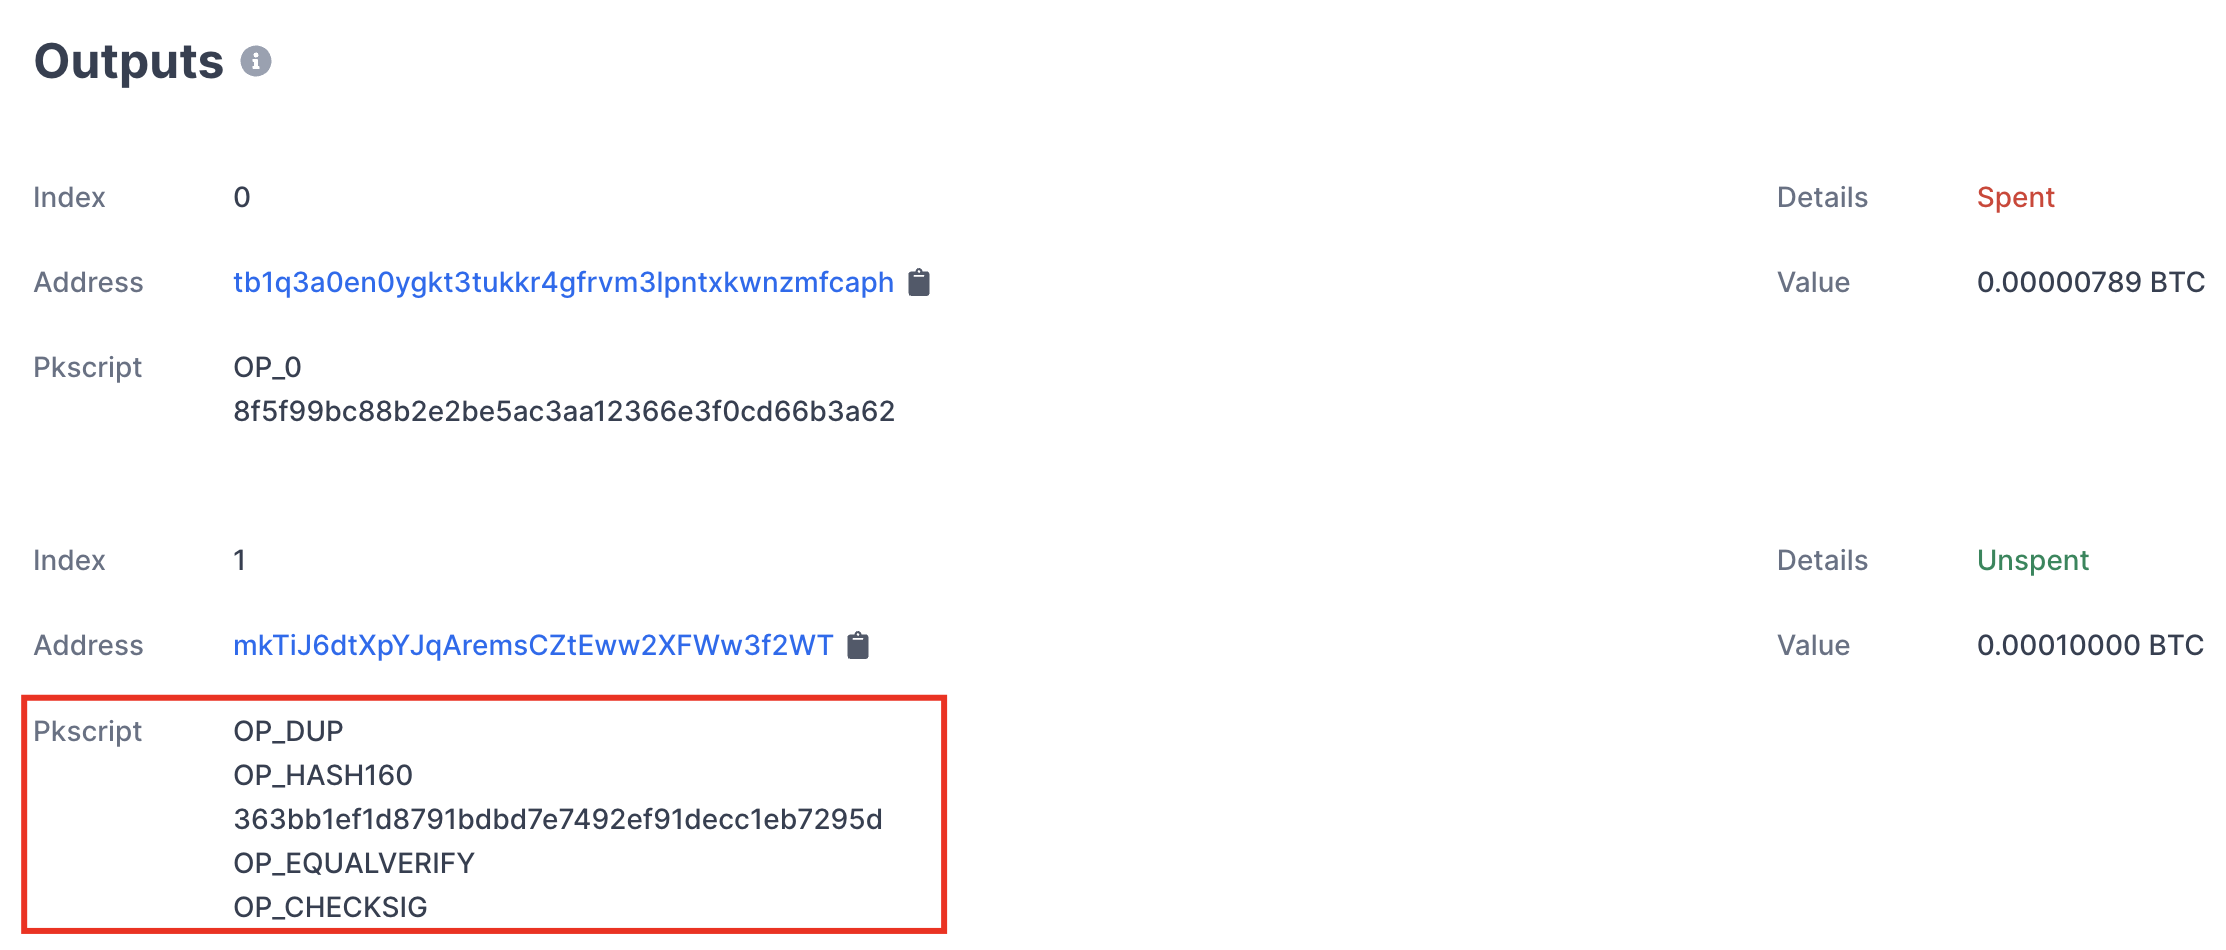 Outputs
Index 0 Details Spent
Address tb1q3a0en0ygkt3tukkr4gfrvm3lpntxkwnzmfcaph Value 0.00000789 BTC
Pkscript OP_0
8f5f99bc88b2e2be5ac3aa12366e3f0cd66b3a62
Index 1 Details Unspent
Address mkTiJ6dtXpYJqAremsCZtEww2XFWw3f2WT Value 0.00010000 BTC
Pkscript OP_DUP
OP_HASH160
363bb1ef1d8791bdbd7e7492ef91decc1eb7295d
OP_EQUALVERIFY
OP_CHECKSIG